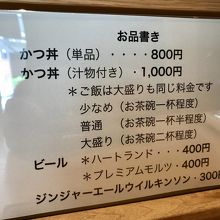 お品書き
かつ丼（単品）・・・・800円
かつ丼（汁物付き）・1,000円
＊ご飯は大盛りも同じ料金です
少なめ（お茶碗一杯程度）
普通　（お茶碗一杯半程度）
大盛り（お茶碗二杯程度）
ビール　＊ハートランド・・・400円
＊プレミアムモルツ・・400円
ジンジャーエールウイルキンソン・300円